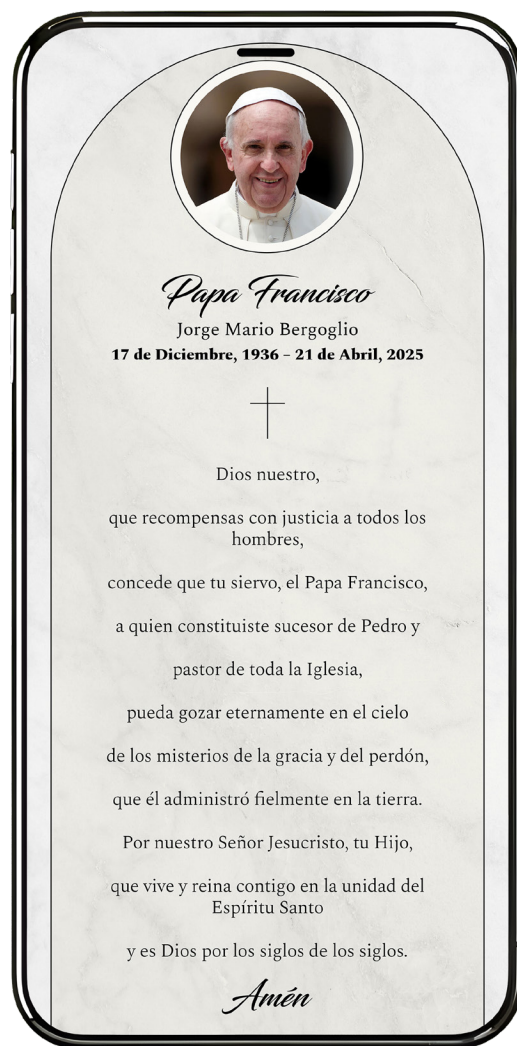 Papa Francisco
Jorge Mario Bergoglio
17 de Diciembre, 1936 – 21 de Abril, 2025
Dios nuestro,
que recompensas con justicia a todos los
hombres,
concede que tu siervo, el Papa Francisco,
a quien constituiste sucesor de Pedro y
pastor de toda la Iglesia,
pueda gozar eternamente en el cielo
de los misterios de la gracia y del perdón,
que él administró fielmente en la tierra.
Por nuestro Señor Jesucristo, tu Hijo,
que vive y reina contigo en la unidad del
Espíritu Santo
y es Dios por los siglos de los siglos.
Amén